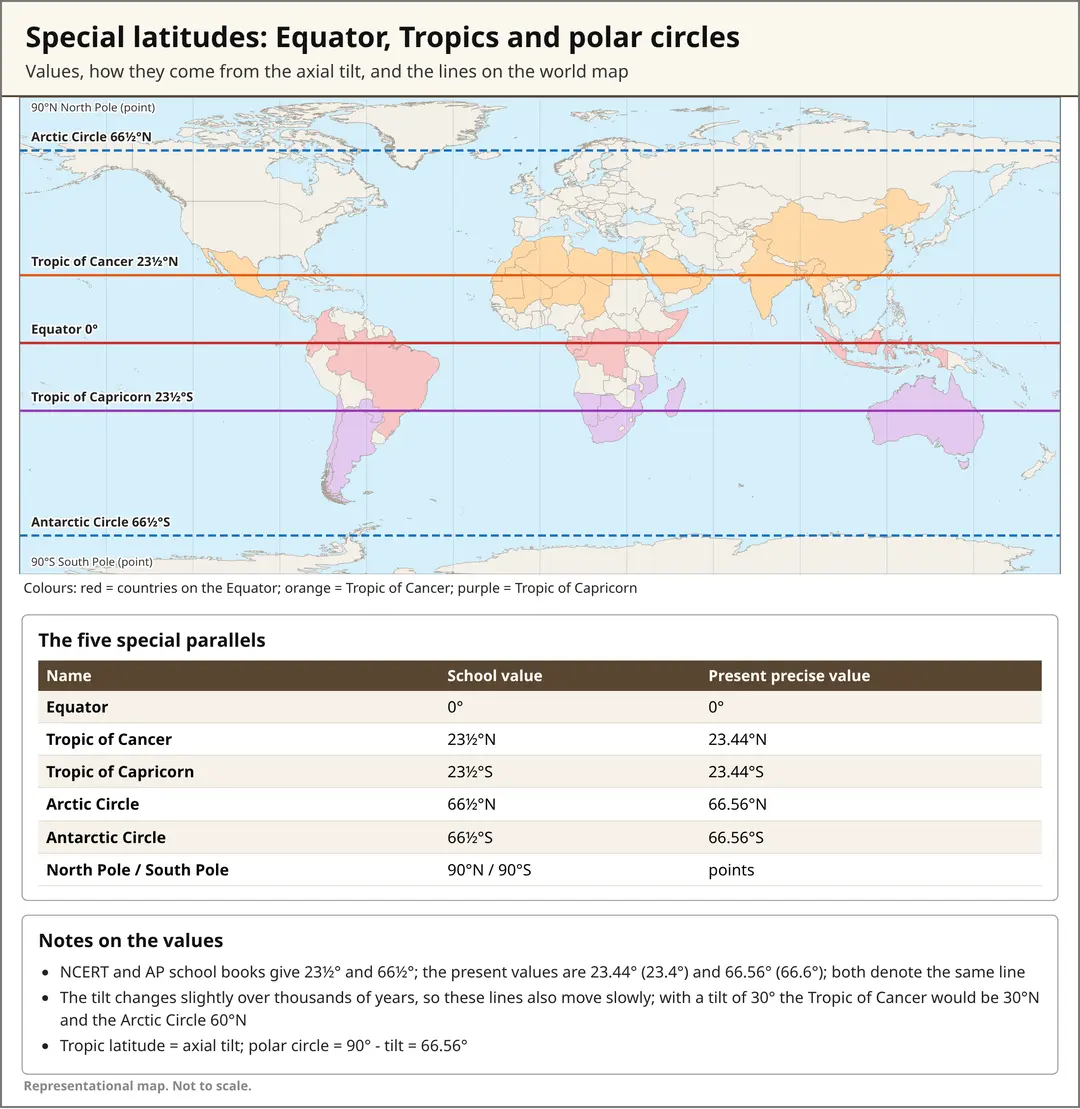 Special latitudes: Equator, Tropics and polar circles
Values, how they come from the axial tilt, and the lines on the world map
90°N North Pole (point)
Arctic Circle 66½°N
Tropic of Cancer 23½°N
Equator 0°
Tropic of Capricorn 23½°S
Antarctic Circle 66½°S
90°S South Pole (point)
Colours: red = countries on the Equator; orange = Tropic of Cancer; purple = Tropic of Capricorn
The five special parallels
Name School value Present precise value
Equator 0° 0°
Tropic of Cancer 23½°N 23.44°N
Tropic of Capricorn 23½°S 23.44°S
Arctic Circle 66½°N 66.56°N
Antarctic Circle 66½°S 66.56°S
North Pole / South Pole 90°N / 90°S points
Notes on the values
• NCERT and AP school books give 23½° and 66½°; the present values are 23.44° (23.4°) and 66.56° (66.6°); both denote the same line
• The tilt changes slightly over thousands of years, so these lines also move slowly; with a tilt of 30° the Tropic of Cancer would be 30°N
and the Arctic Circle 60°N
• Tropic latitude = axial tilt; polar circle = 90° - tilt = 66.56°
Representational map. Not to scale.